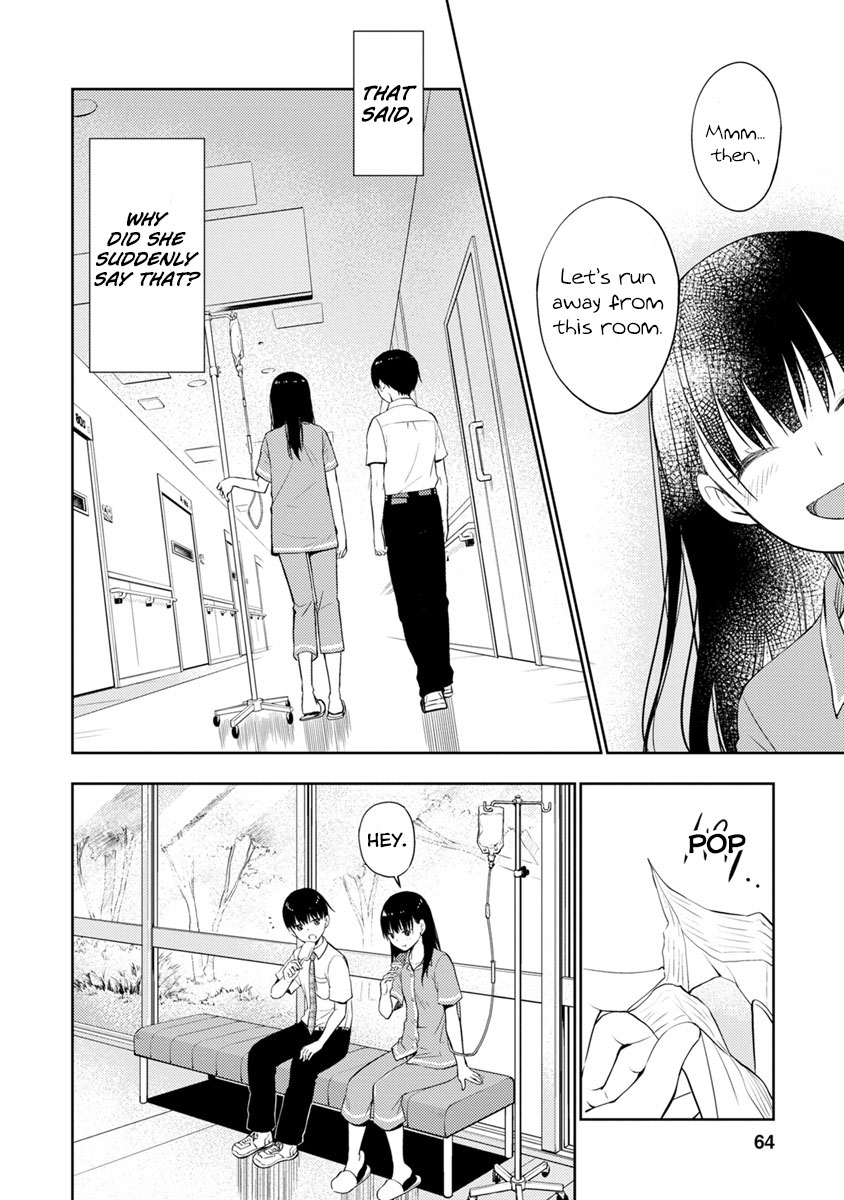 Mmm...
then,
Let's run
away from
this room.
THAT
SAID,
WHY
DID SHE
SUDDENLY
SAY THAT?
POP
HEY.
64